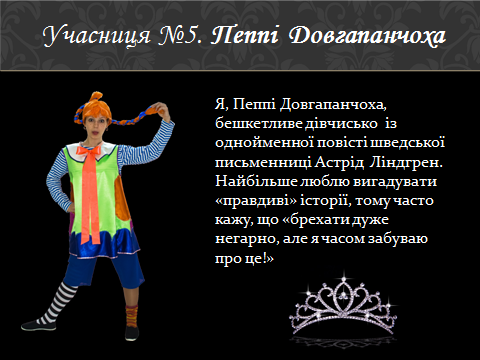 Учасниця №5. Пеппі Довгапанчоха
Я, Пеппі Довгапанчоха,
бешкетливе дівчисько із
однойменної повісті шведської
письменниці Астрід Ліндгрен.
Найбільше люблю вигадувати
«правдиві» історії, тому часто
кажу, що «брехати дуже
негарно, але я часом забуваю
про це!»